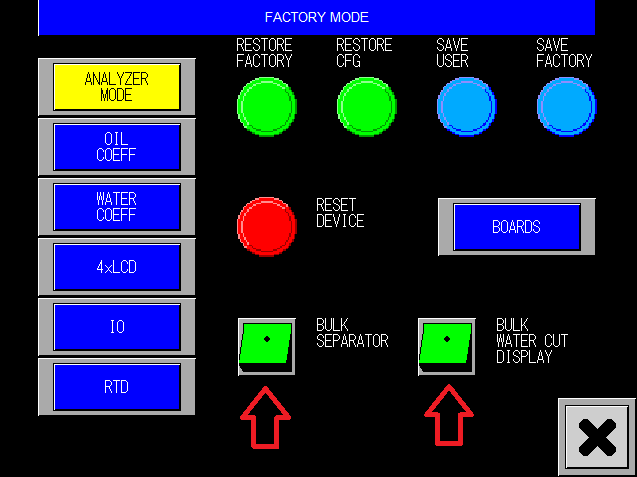 FACTORY MODE
RESTORE
FACTORY
RESTORE
CFG
SAVE
USER
SAVE
FACTORY
ANALYZER
MODE
OIL
COEFF
WATER
COEFF
4xLCD
IO
RTD
RESET
DEVICE
BOARDS
BULK
SEPARATOR
BULK
WATER CUT
DISPLAY